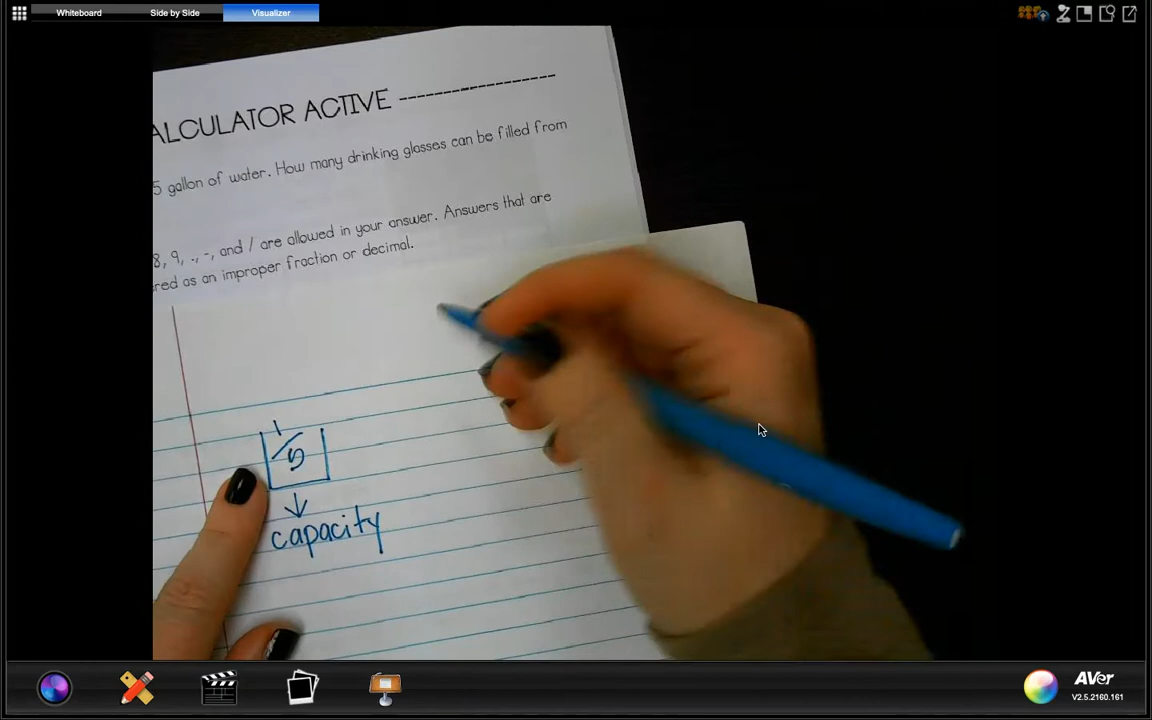 Whiteboard Side by Side Visualizer
ALCULATOR ACTIVE --------------------
5 gallon of water. How many drinking glasses can be filled from
8, 9, ., -, and / are allowed in your answer. Answers that are
red as an improper fraction or decimal.
1/5
↓
capacity
AVer
V2.5.2160.161